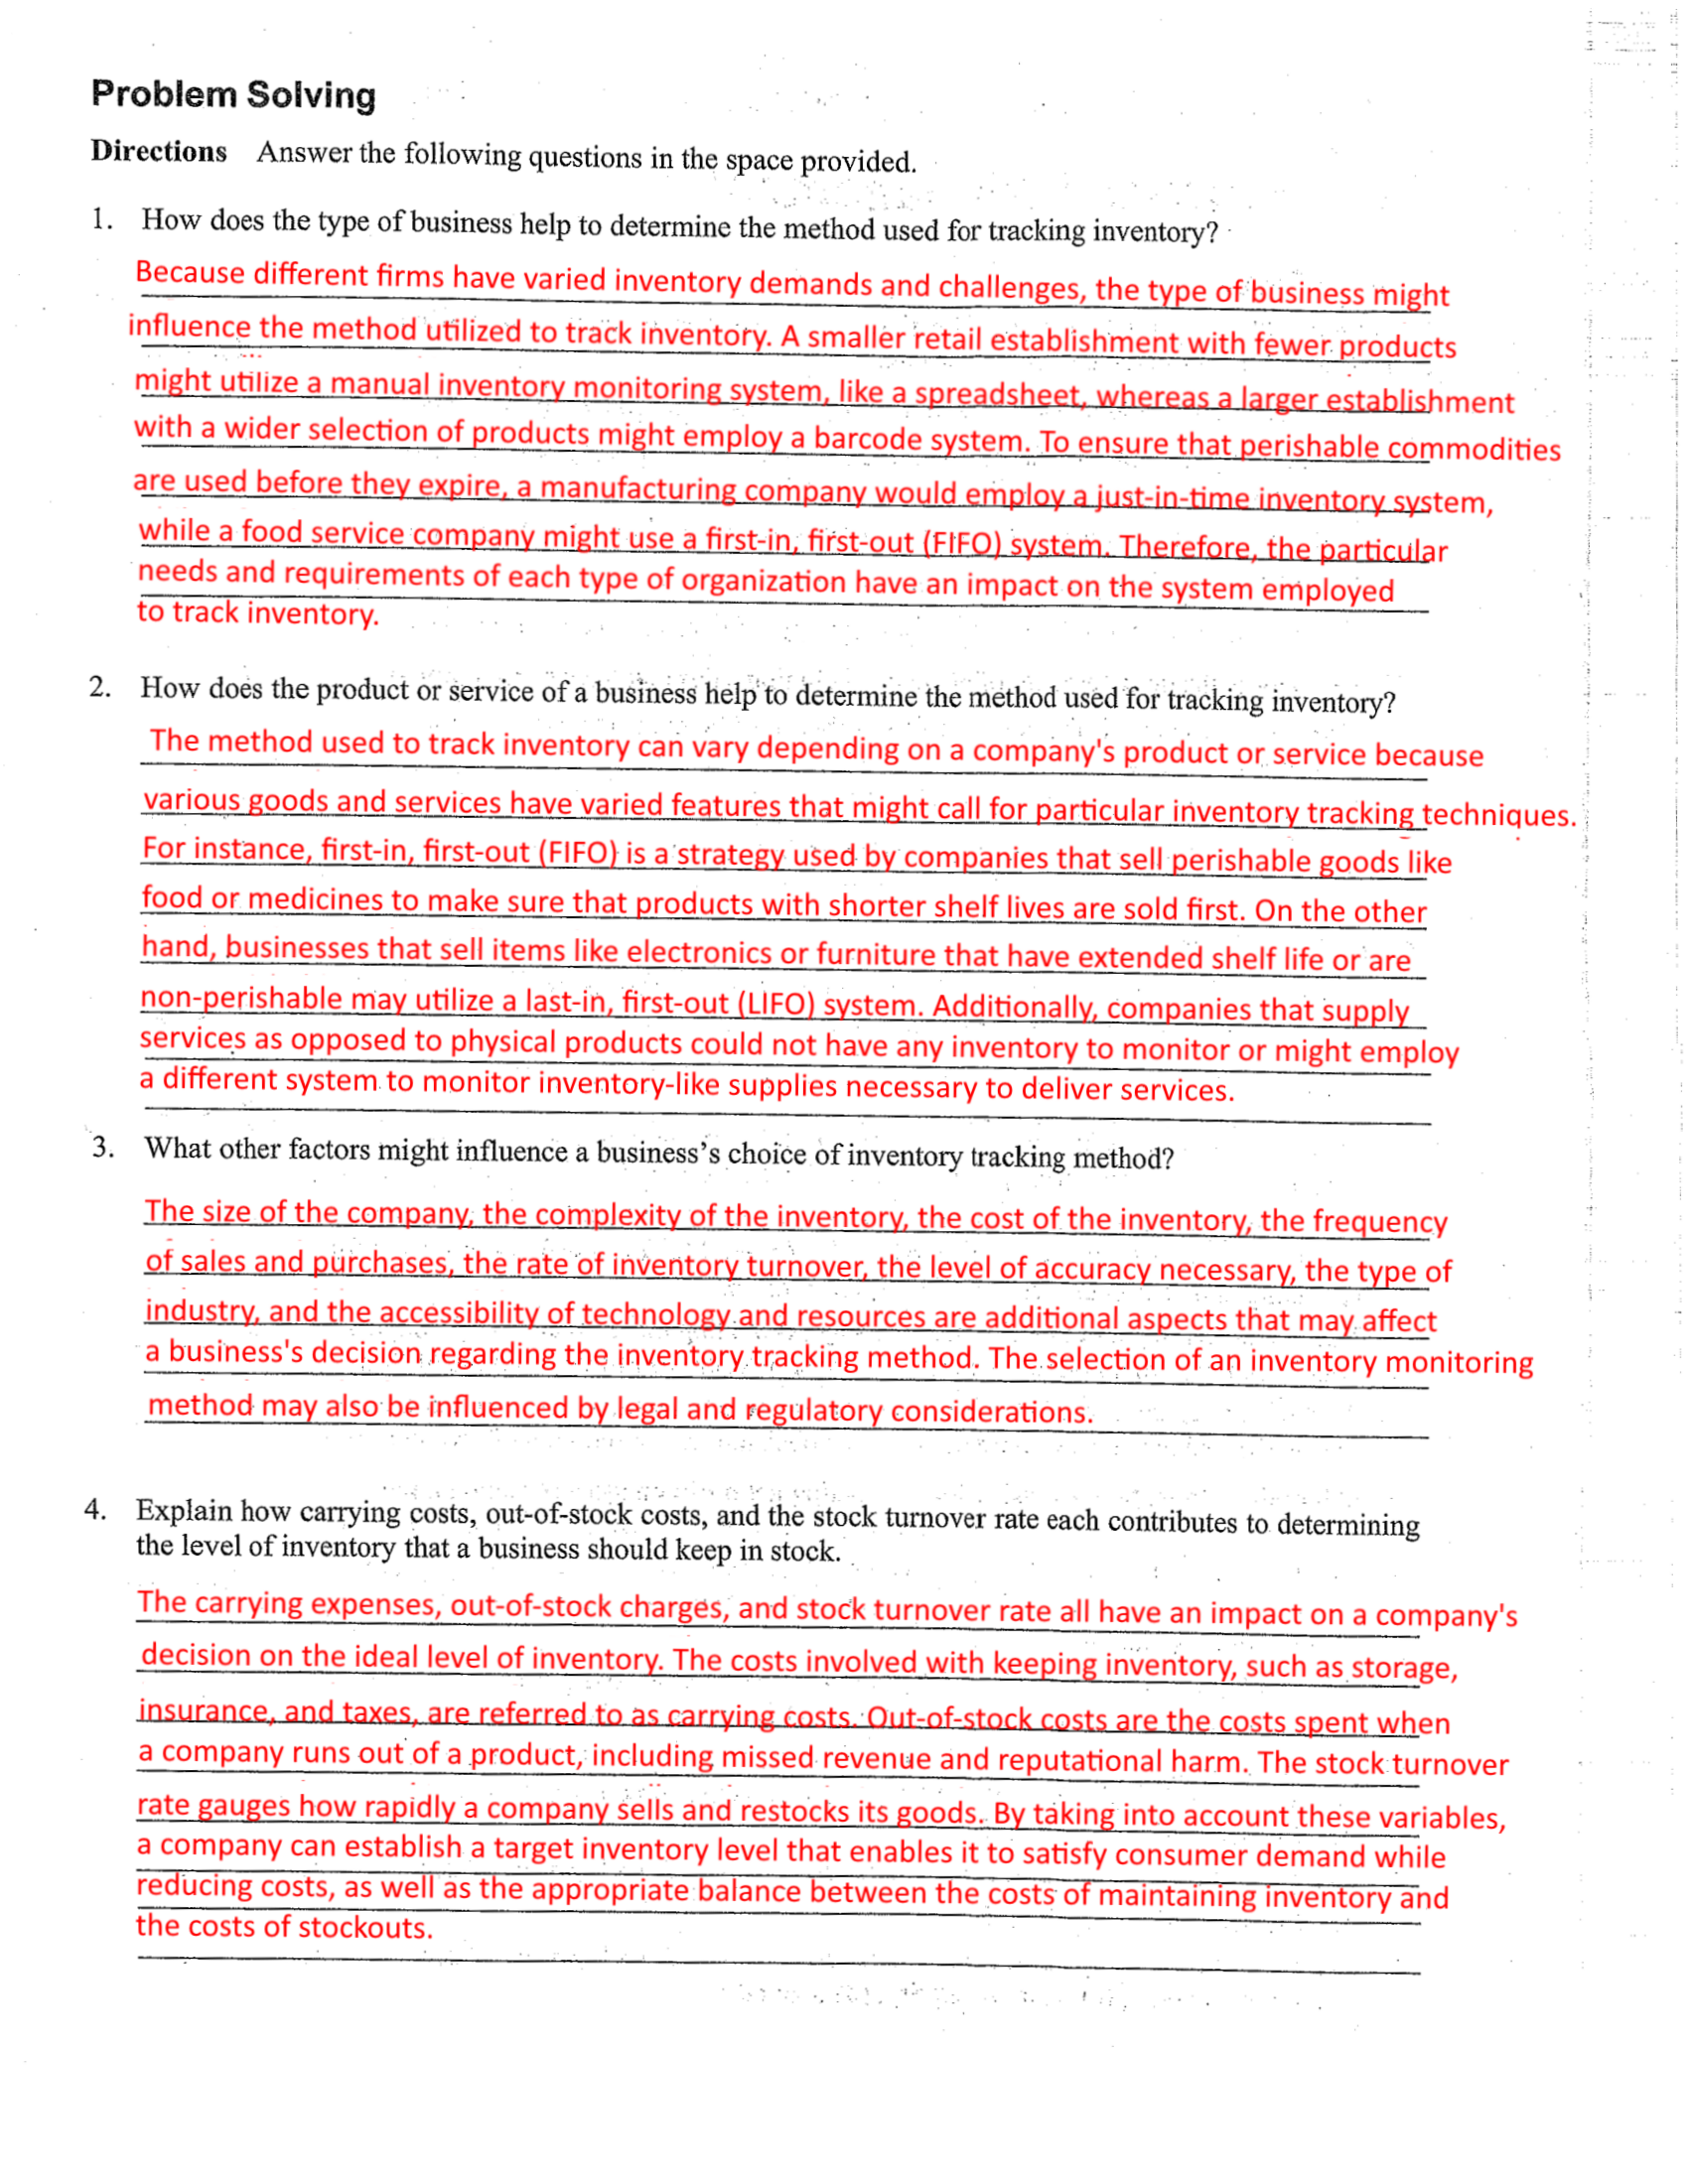 Problem Solving
Directions Answer the following questions in the space provided.
1. How does the type of business help to determine the method used for tracking inventory?
Because different firms have varied inventory demands and challenges, the type of business might
influence the method utilized to track inventory. A smaller retail establishment with fewer products
might utilize a manual inventory monitoring system, like a spreadsheet, whereas a larger establishment
with a wider selection of products might employ a barcode system. To ensure that perishable commodities
are used before they expire, a manufacturing company would employ a just-in-time inventory system,
while a food service company might use a first-in, first-out (FIFO) system. Therefore, the particular
needs and requirements of each type of organization have an impact on the system employed
to track inventory.
2. How does the product or service of a business help to determine the method used for tracking inventory?
The method used to track inventory can vary depending on a company's product or service because
various goods and services have varied features that might call for particular inventory tracking techniques.
For instance, first-in, first-out (FIFO) is a strategy used by companies that sell perishable goods like
food or medicines to make sure that products with shorter shelf lives are sold first. On the other
hand, businesses that sell items like electronics or furniture that have extended shelf life or are
non-perishable may utilize a last-in, first-out (LIFO) system. Additionally, companies that supply
services as opposed to physical products could not have any inventory to monitor or might employ
a different system to monitor inventory-like supplies necessary to deliver services.
3. What other factors might influence a business's choice of inventory tracking method?
The size of the company, the complexity of the inventory, the cost of the inventory, the frequency
of sales and purchases, the rate of inventory turnover, the level of accuracy necessary, the type of
industry, and the accessibility of technology and resources are additional aspects that may affect
a business's decision regarding the inventory tracking method. The selection of an inventory monitoring
method may also be influenced by legal and regulatory considerations.
4. Explain how carrying costs, out-of-stock costs, and the stock turnover rate each contributes to determining
the level of inventory that a business should keep in stock.
The carrying expenses, out-of-stock charges, and stock turnover rate all have an impact on a company's
decision on the ideal level of inventory. The costs involved with keeping inventory, such as storage,
insurance, and taxes, are referred to as carrying costs. Out-of-stock costs are the costs spent when
a company runs out of a product, including missed revenue and reputational harm. The stock turnover
rate gauges how rapidly a company sells and restocks its goods. By taking into account these variables,
a company can establish a target inventory level that enables it to satisfy consumer demand while
reducing costs, as well as the appropriate balance between the costs of maintaining inventory and
the costs of stockouts.